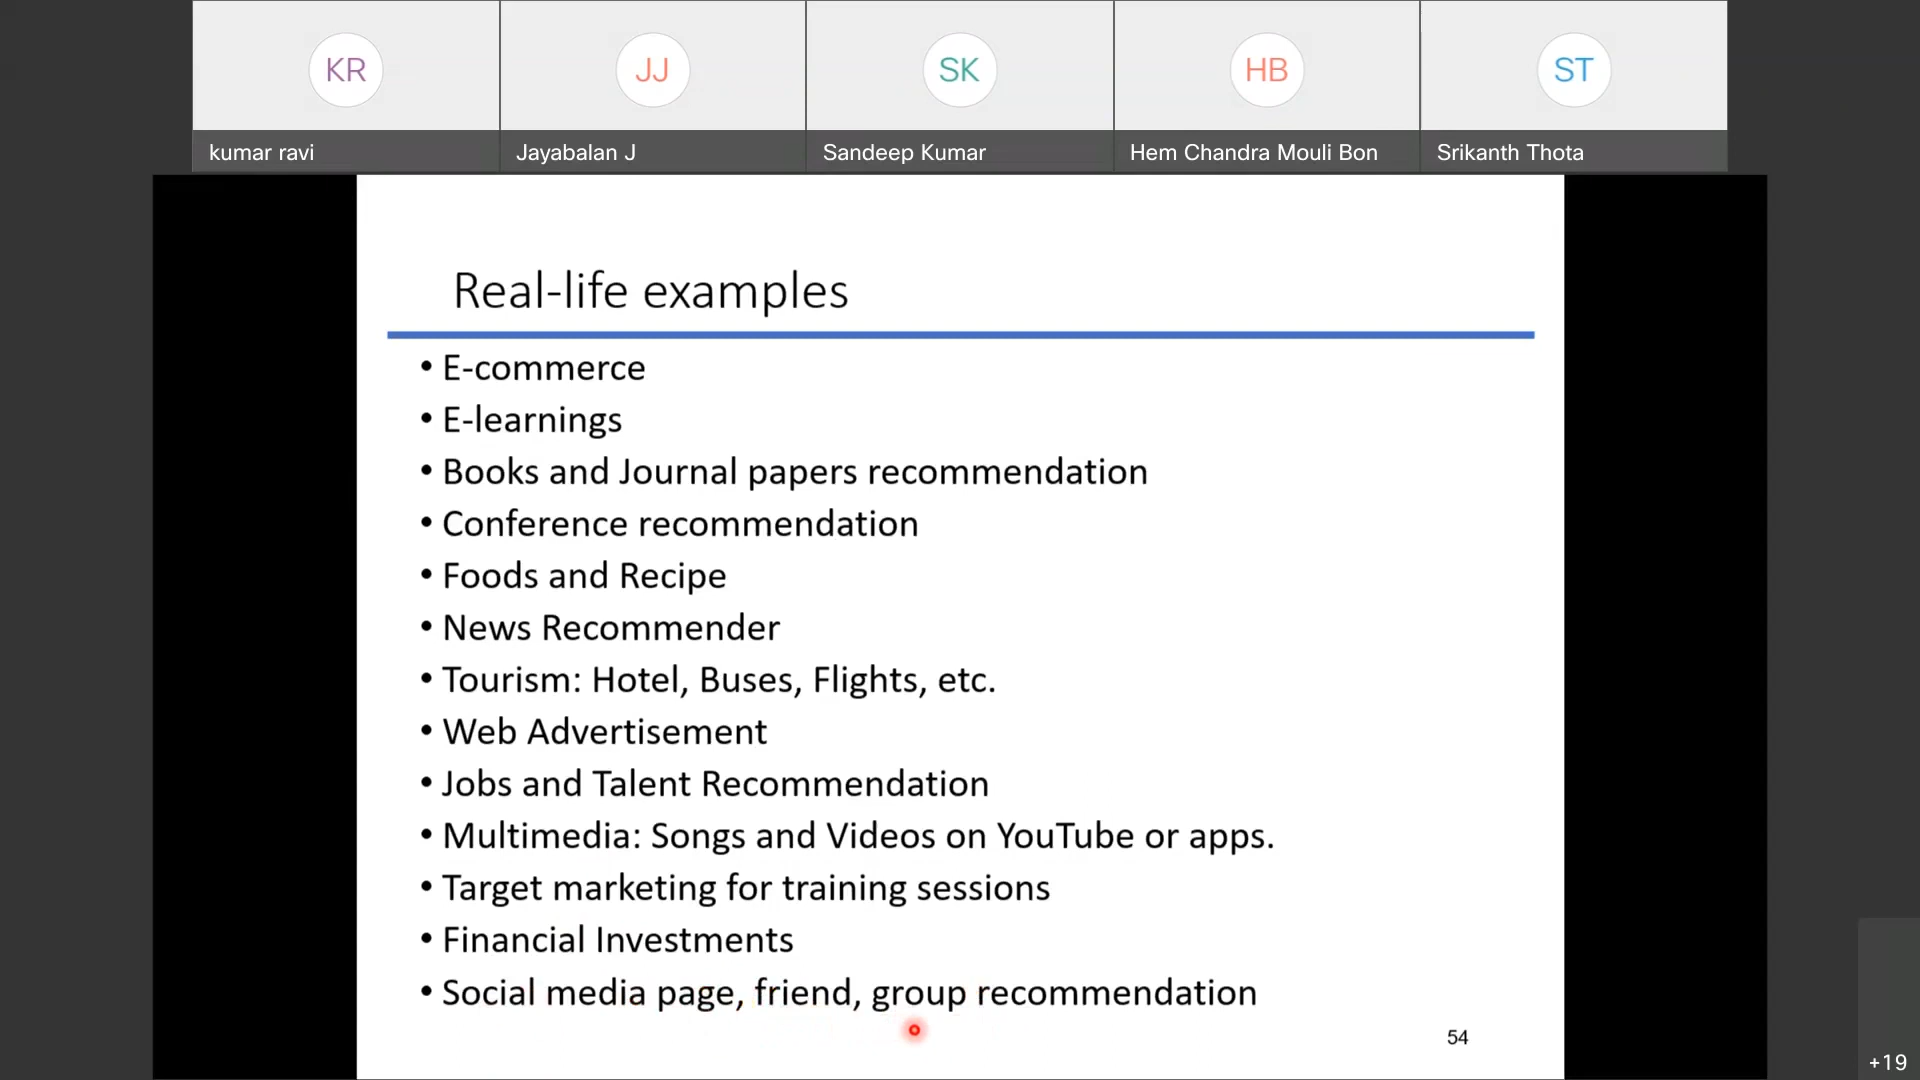 KR
JJ
SK
HB
ST
kumar ravi
Jayabalan J
Sandeep Kumar
Hem Chandra Mouli Bon
Srikanth Thota
Real-life examples
• E-commerce
• E-learnings
• Books and Journal papers recommendation
• Conference recommendation
• Foods and Recipe
• News Recommender
• Tourism: Hotel, Buses, Flights, etc.
• Web Advertisement
• Jobs and Talent Recommendation
• Multimedia: Songs and Videos on YouTube or apps.
• Target marketing for training sessions
• Financial Investments
• Social media page, friend, group recommendation
54
+19